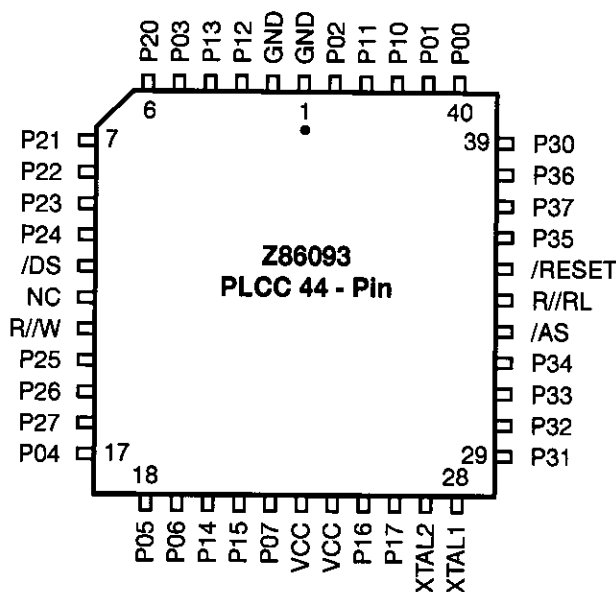 P20 P03 P13 P12 GND GND P02 P11 P10 P01 P00
6 1 40
P21 7 39 P30
P22 P36
P23 P37
P24 P35
/DS /RESET
NC R//RL
R//W /AS
P25 P34
P26 P33
P27 P32
P04 17 29 P31
Z86093
PLCC 44 - Pin
18 28
P05 P06 P14 P15 P07 VCC VCC P16 P17 XTAL2 XTAL1